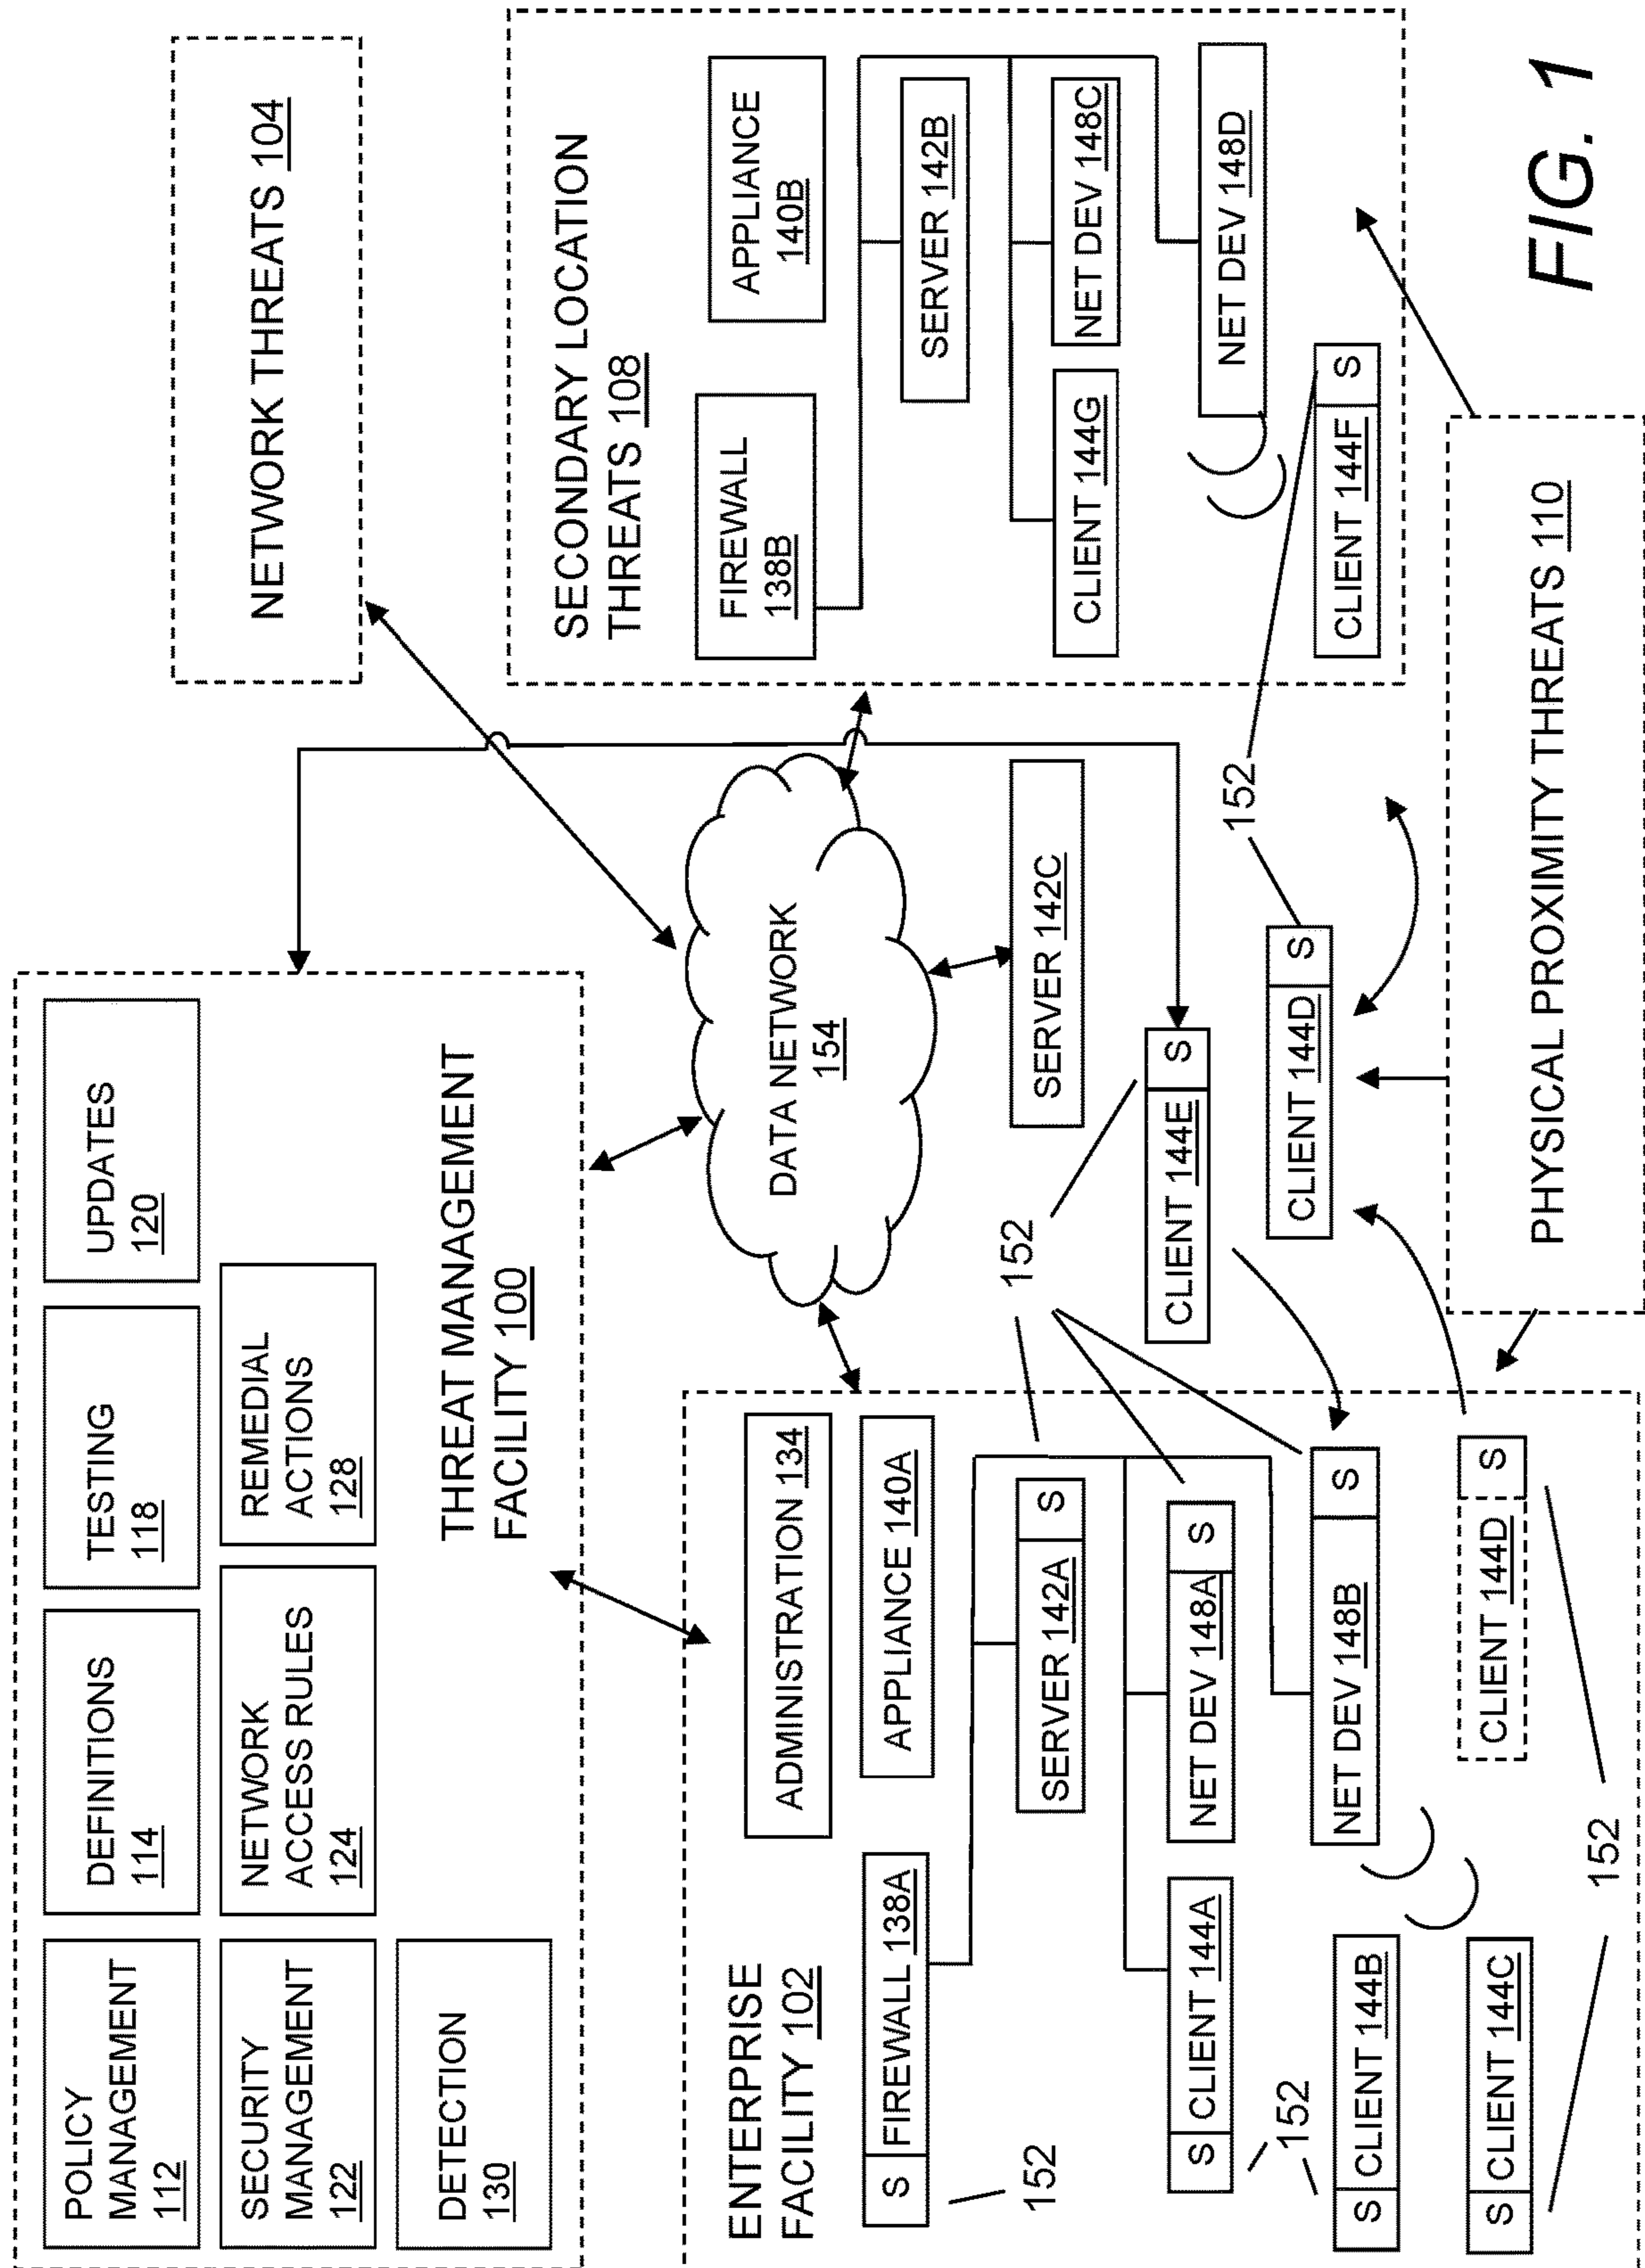 POLICY
MANAGEMENT
112
DEFINITIONS
114
TESTING
118
UPDATES
120
SECURITY
MANAGEMENT
122
NETWORK
ACCESS RULES
124
REMEDIAL
ACTIONS
128
DETECTION
130
THREAT MANAGEMENT
FACILITY 100
NETWORK THREATS 104
ENTERPRISE
FACILITY 102
ADMINISTRATION 134
S
FIREWALL 138A
APPLIANCE 140A
152
SERVER 142A
S
152
S
CLIENT 144A
NET DEV 148A
S
152
S
CLIENT 144B
NET DEV 148B
S
S
CLIENT 144C
CLIENT 144D
S
152
DATA NETWORK
154
SERVER 142C
CLIENT 144E
S
CLIENT 144D
S
152
SECONDARY LOCATION
THREATS 108
FIREWALL
138B
APPLIANCE
140B
SERVER 142B
CLIENT 144G
NET DEV 148C
NET DEV 148D
CLIENT 144F
S
PHYSICAL PROXIMITY THREATS 110
FIG. 1